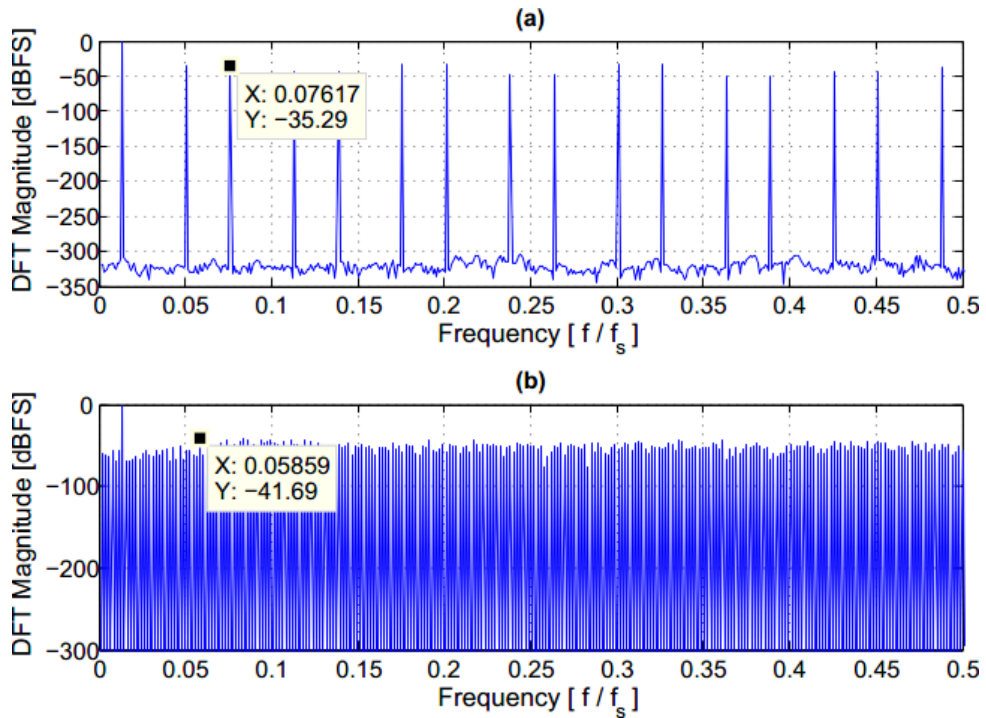 (a)
DFT Magnitude [dBFS]
0
−50
−100
−150
−200
−250
−300
−350
X: 0.07617
Y: −35.29
0 0.05 0.1 0.15 0.2 0.25 0.3 0.35 0.4 0.45 0.5
Frequency [ f / fs ]
(b)
DFT Magnitude [dBFS]
0
−100
−200
−300
X: 0.05859
Y: −41.69
0 0.05 0.1 0.15 0.2 0.25 0.3 0.35 0.4 0.45 0.5
Frequency [ f / fs ]